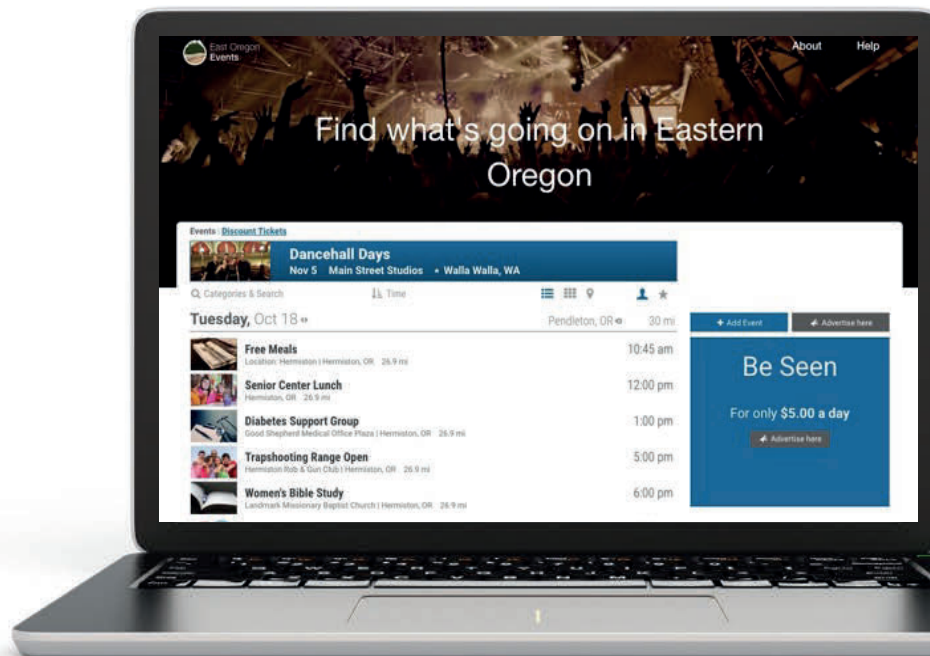 East Oregon
Events
About Help
Find what's going on in Eastern
Oregon
Events | Discount Tickets
Dancehall Days
Nov 5 Main Street Studios • Walla Walla, WA
Categories & Search Time
Tuesday, Oct 18 Pendleton, OR 30 mi
+ Add Event Advertise here
Free Meals 10:45 am
Location: Hermiston | Hermiston, OR 26.9 mi
Senior Center Lunch 12:00 pm
Hermiston, OR 26.9 mi
Diabetes Support Group 1:00 pm
Good Shepherd Medical Office Plaza | Hermiston, OR 26.9 mi
Trapshooting Range Open 5:00 pm
Hermiston Rob & Gun Club | Hermiston, OR 26.9 mi
Women's Bible Study 6:00 pm
Landmark Missionary Baptist Church | Hermiston, OR 26.9 mi
Be Seen
For only $5.00 a day
Advertise here